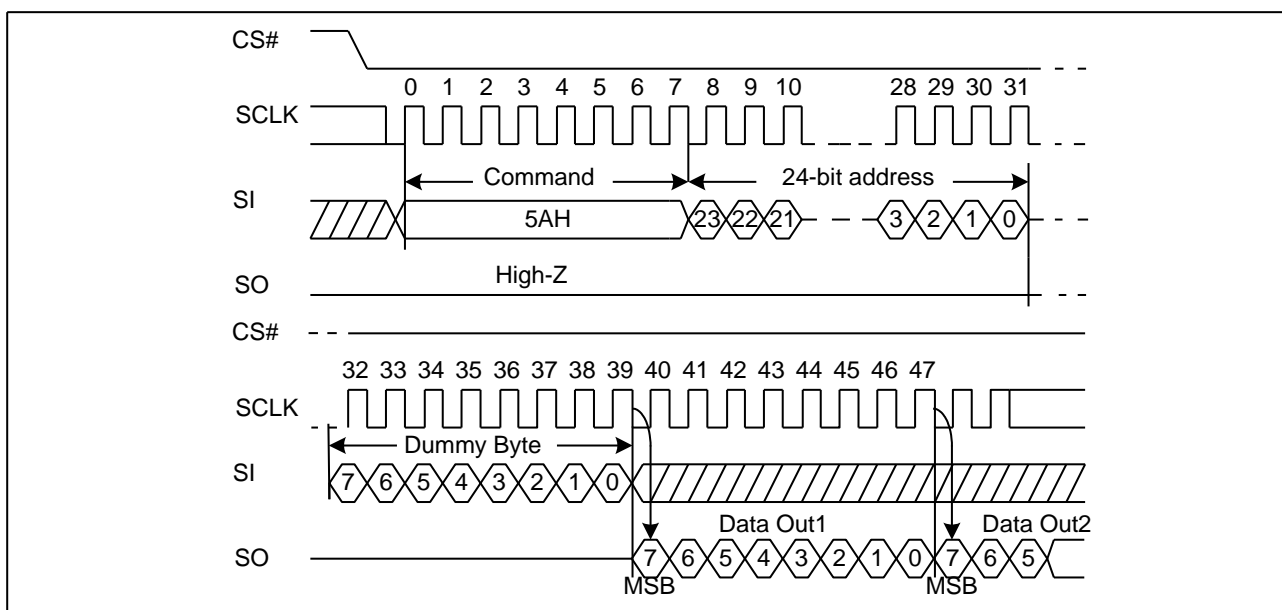 CS#
0 1 2 3 4 5 6 7 8 9 10 28 29 30 31
SCLK
Command 24-bit address
SI
5AH 23 22 21 3 2 1 0
High-Z
SO
CS#
32 33 34 35 36 37 38 39 40 41 42 43 44 45 46 47
SCLK
Dummy Byte
SI
7 6 5 4 3 2 1 0
Data Out1 Data Out2
SO
7 6 5 4 3 2 1 0 7 6 5
MSB MSB